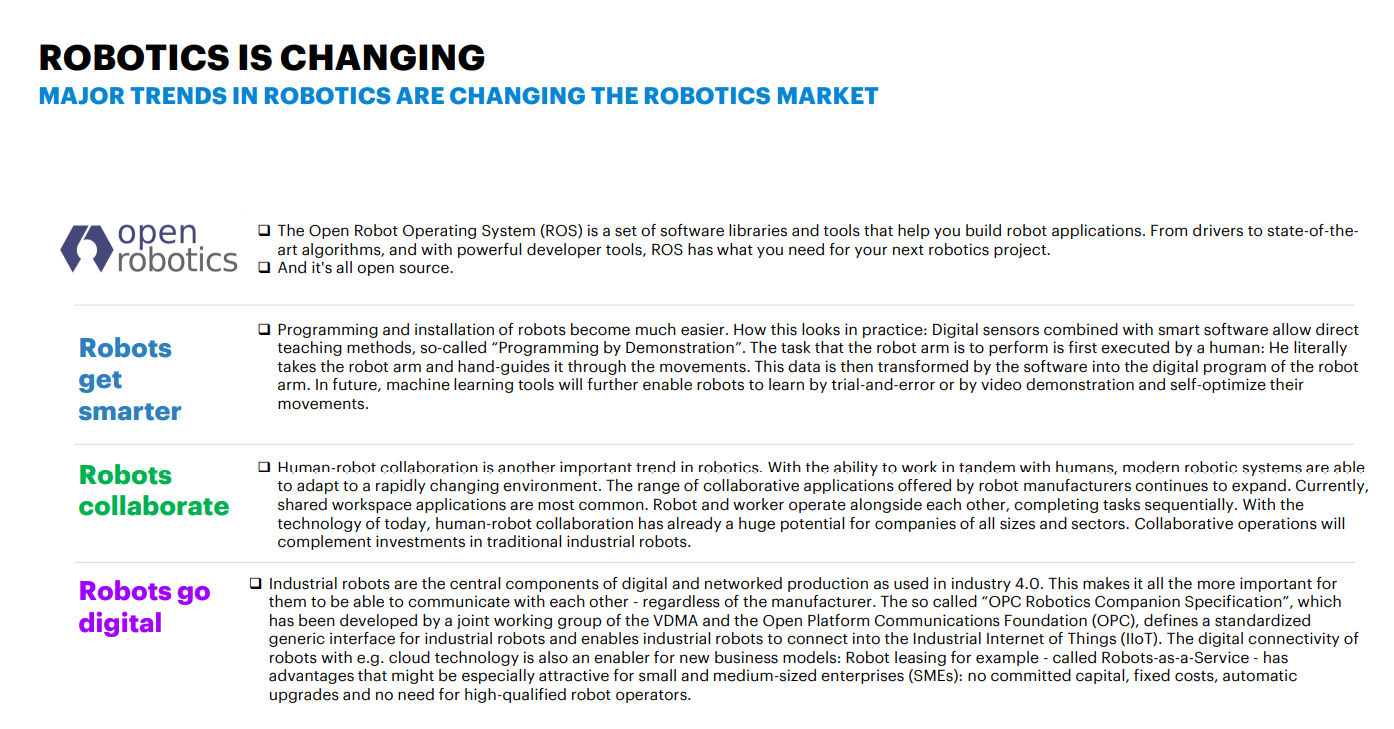 ROBOTICS IS CHANGING
MAJOR TRENDS IN ROBOTICS ARE CHANGING THE ROBOTICS MARKET
open
robotics
❑ The Open Robot Operating System (ROS) is a set of software libraries and tools that help you build robot applications. From drivers to state-of-the-
art algorithms, and with powerful developer tools, ROS has what you need for your next robotics project.
❑ And it's all open source.
Robots
get
smarter
❑ Programming and installation of robots become much easier. How this looks in practice: Digital sensors combined with smart software allow direct
teaching methods, so-called “Programming by Demonstration”. The task that the robot arm is to perform is first executed by a human: He literally
takes the robot arm and hand-guides it through the movements. This data is then transformed by the software into the digital program of the robot
arm. In future, machine learning tools will further enable robots to learn by trial-and-error or by video demonstration and self-optimize their
movements.
Robots
collaborate
❑ Human-robot collaboration is another important trend in robotics. With the ability to work in tandem with humans, modern robotic systems are able
to adapt to a rapidly changing environment. The range of collaborative applications offered by robot manufacturers continues to expand. Currently,
shared workspace applications are most common. Robot and worker operate alongside each other, completing tasks sequentially. With the
technology of today, human-robot collaboration has already a huge potential for companies of all sizes and sectors. Collaborative operations will
complement investments in traditional industrial robots.
Robots go
digital
❑ Industrial robots are the central components of digital and networked production as used in industry 4.0. This makes it all the more important for
them to be able to communicate with each other - regardless of the manufacturer. The so called “OPC Robotics Companion Specification”, which
has been developed by a joint working group of the VDMA and the Open Platform Communications Foundation (OPC), defines a standardized
generic interface for industrial robots and enables industrial robots to connect into the Industrial Internet of Things (IIoT). The digital connectivity of
robots with e.g. cloud technology is also an enabler for new business models: Robot leasing for example - called Robots-as-a-Service - has
advantages that might be especially attractive for small and medium-sized enterprises (SMEs): no committed capital, fixed costs, automatic
upgrades and no need for high-qualified robot operators.